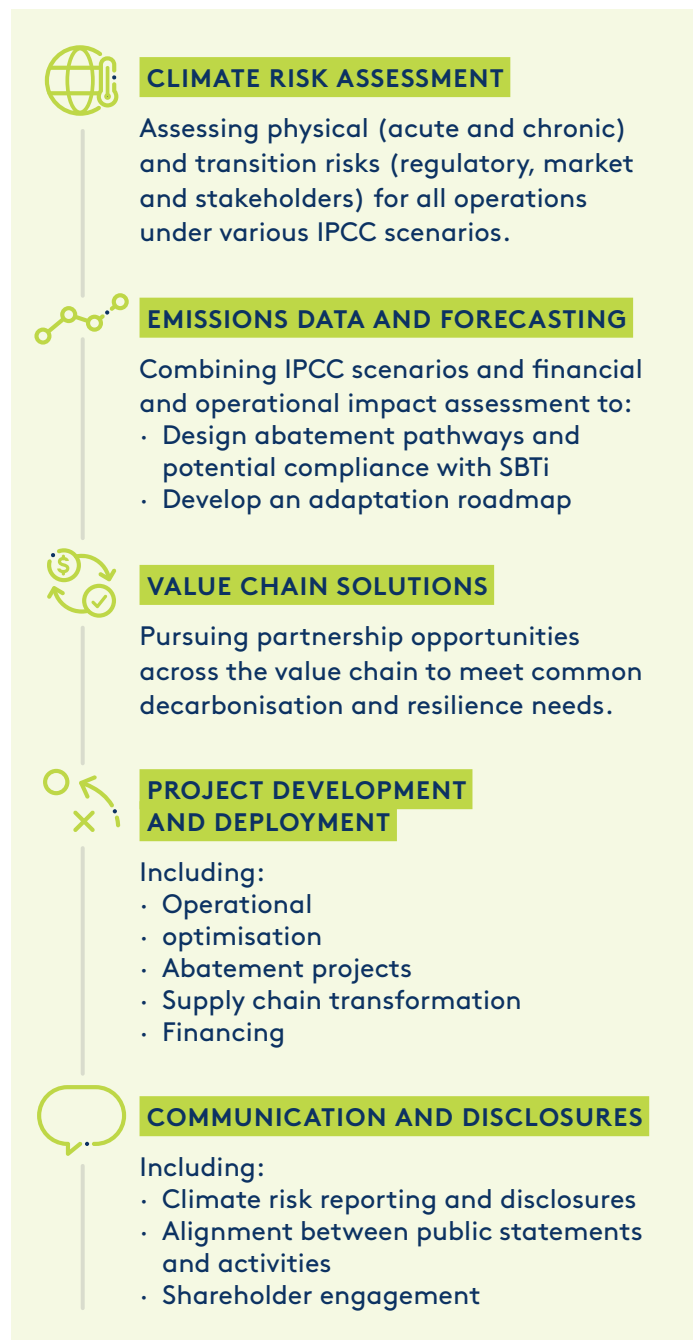 CLIMATE RISK ASSESSMENT
Assessing physical (acute and chronic)
and transition risks (regulatory, market
and stakeholders) for all operations
under various IPCC scenarios.
EMISSIONS DATA AND FORECASTING
Combining IPCC scenarios and financial
and operational impact assessment to:
· Design abatement pathways and
potential compliance with SBTi
· Develop an adaptation roadmap
$
VALUE CHAIN SOLUTIONS
Pursuing partnership opportunities
across the value chain to meet common
decarbonisation and resilience needs.
PROJECT DEVELOPMENT
AND DEPLOYMENT
Including:
· Operational
· optimisation
· Abatement projects
· Supply chain transformation
· Financing
COMMUNICATION AND DISCLOSURES
Including:
· Climate risk reporting and disclosures
· Alignment between public statements
and activities
· Shareholder engagement